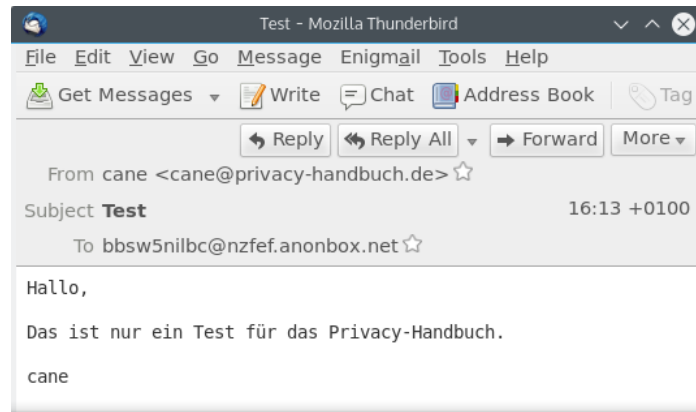 Test - Mozilla Thunderbird
File Edit View Go Message Enigmail Tools Help
Get Messages Write Chat Address Book Tag
Reply Reply All Forward More
From cane <cane@privacy-handbuch.de>
Subject Test 16:13 +0100
To bbsw5nilbc@nzfef.anonbox.net
Hallo,
Das ist nur ein Test für das Privacy-Handbuch.
cane